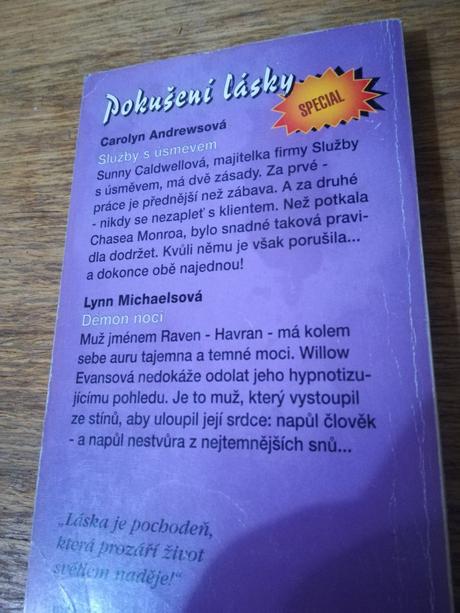 Pokušení lásky
SPECIAL
Carolyn Andrewsová
Služby s úsměvem
Sunny Caldwellová, majitelka firmy Služby
s úsměvem, má dvě zásady. Za prvé -
práce je přednější než zábava. A za druhé
- nikdy se nezapleť s klientem. Než potkala
Chasea Monroa, bylo snadné taková pravi-
dla dodržet. Kvůli němu je však porušila...
a dokonce obě najednou!
Lynn Michaelsová
Démon noci
Muž jménem Raven - Havran - má kolem
sebe auru tajemna a temné moci. Willow
Evansová nedokáže odolat jeho hypnotizu-
jícímu pohledu. Je to muž, který vystoupil
ze stínů, aby uloupil její srdce: napůl člověk
- a napůl nestvůra z nejtemnějších snů...
„Láska je pochodeň,
která prozáří život
světlem naděje!"